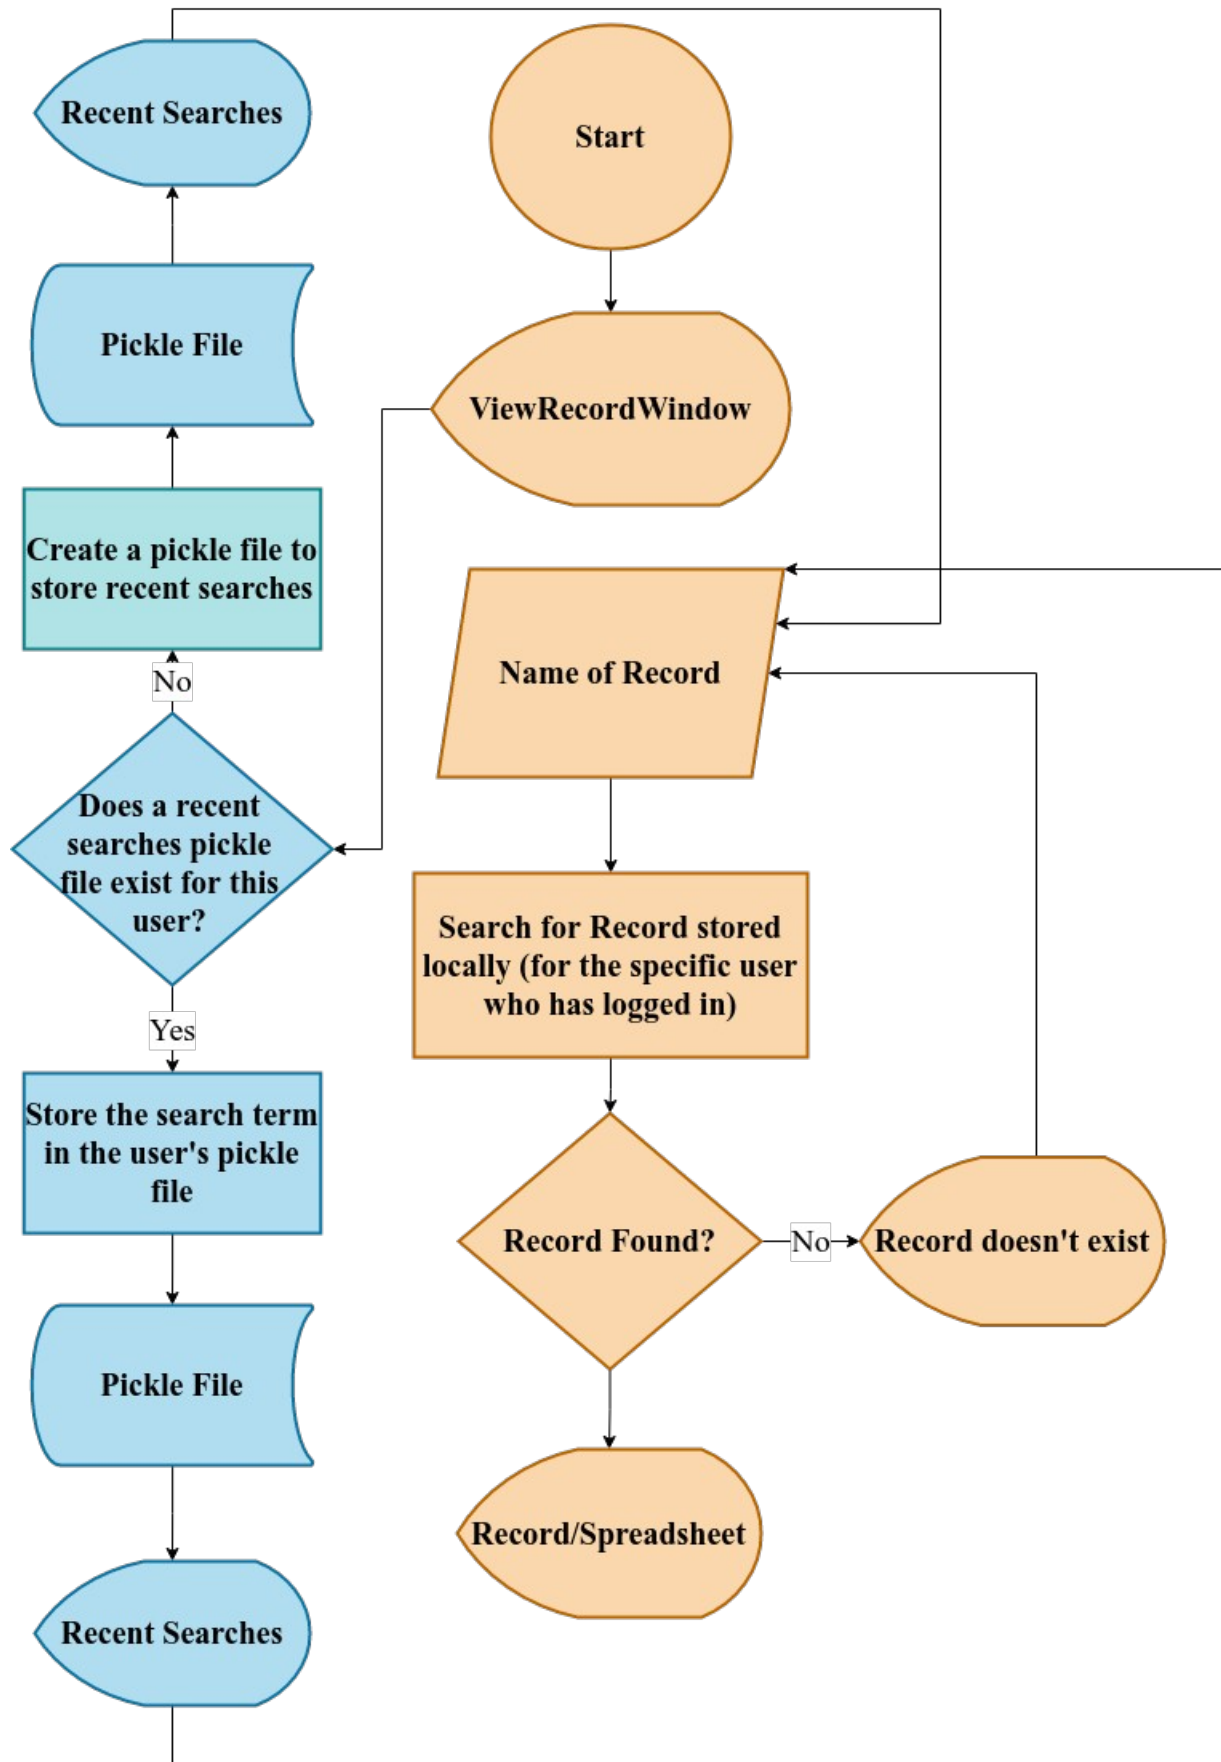 Recent Searches
Start
Pickle File
ViewRecordWindow
Create a pickle file to
store recent searches
No
Name of Record
Does a recent
searches pickle
file exist for this
user?
Search for Record stored
locally (for the specific user
who has logged in)
Yes
Store the search term
in the user's pickle
file
Record Found?
No
Record doesn't exist
Pickle File
Record/Spreadsheet
Recent Searches